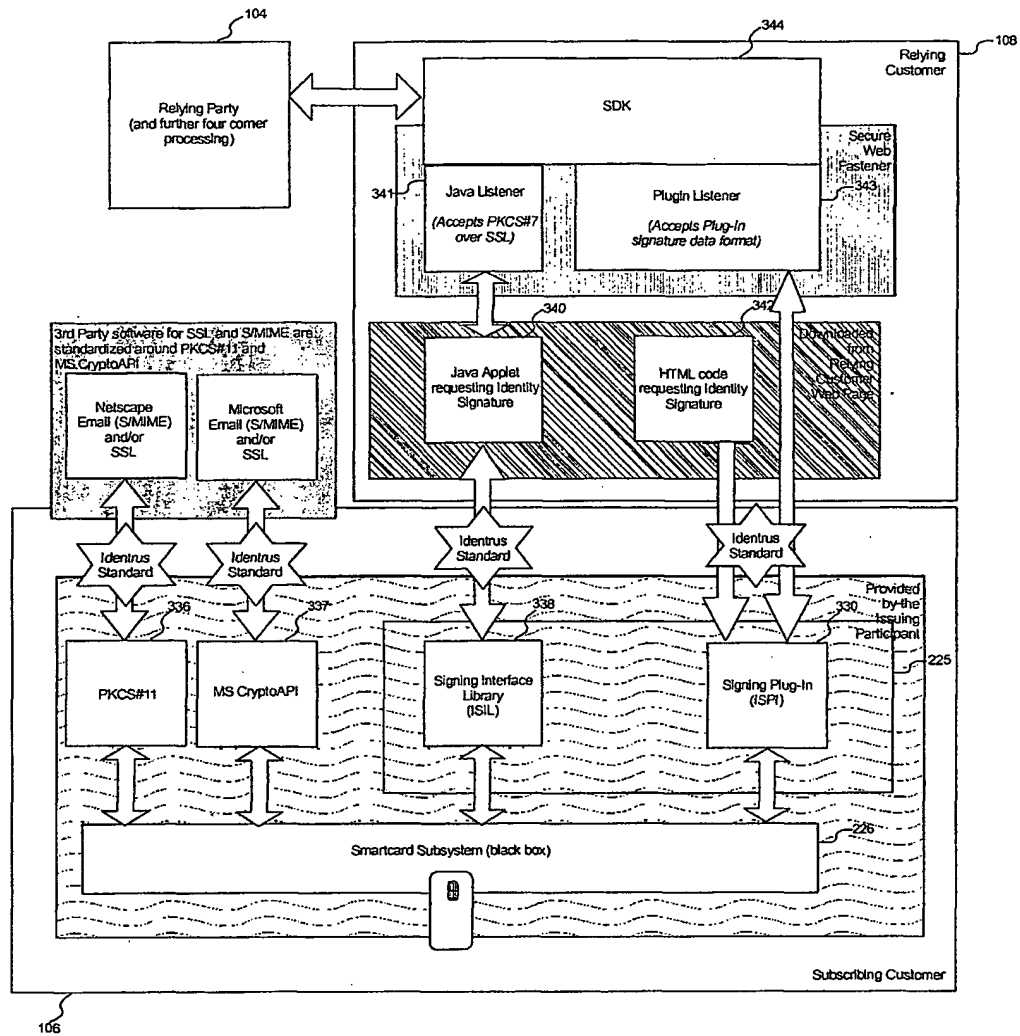 104
344
108
Relying
Customer
SDK
Relying Party
(and further four corner
processing)
Secure
Web
Fastener
341
Java Listener
(Accepts PKCS#7
over SSL)
Plugin Listener
(Accepts Plug-In
signature data format)
343
340
342
3rd Party software for SSL and S/MIME are
standardized around PKCS#11 and
MS CryptoAPI
Downloaded
from
Relying
Customer
Web Page
Java Applet
requesting Identity
Signature
HTML code
requesting Identity
Signature
Netscape
Email (S/MIME)
and/or
SSL
Microsoft
Email (S/MIME)
and/or
SSL
Identrus
Standard
Identrus
Standard
Identrus
Standard
Identrus
Standard
336
337
338
330
Provided
by the
Issuing
Participant
225
PKCS#11
MS CryptoAPI
Signing Interface
Library
(ISIL)
Signing Plug-In
(ISPI)
Smartcard Subsystem (black box)
226
Subscribing Customer
106